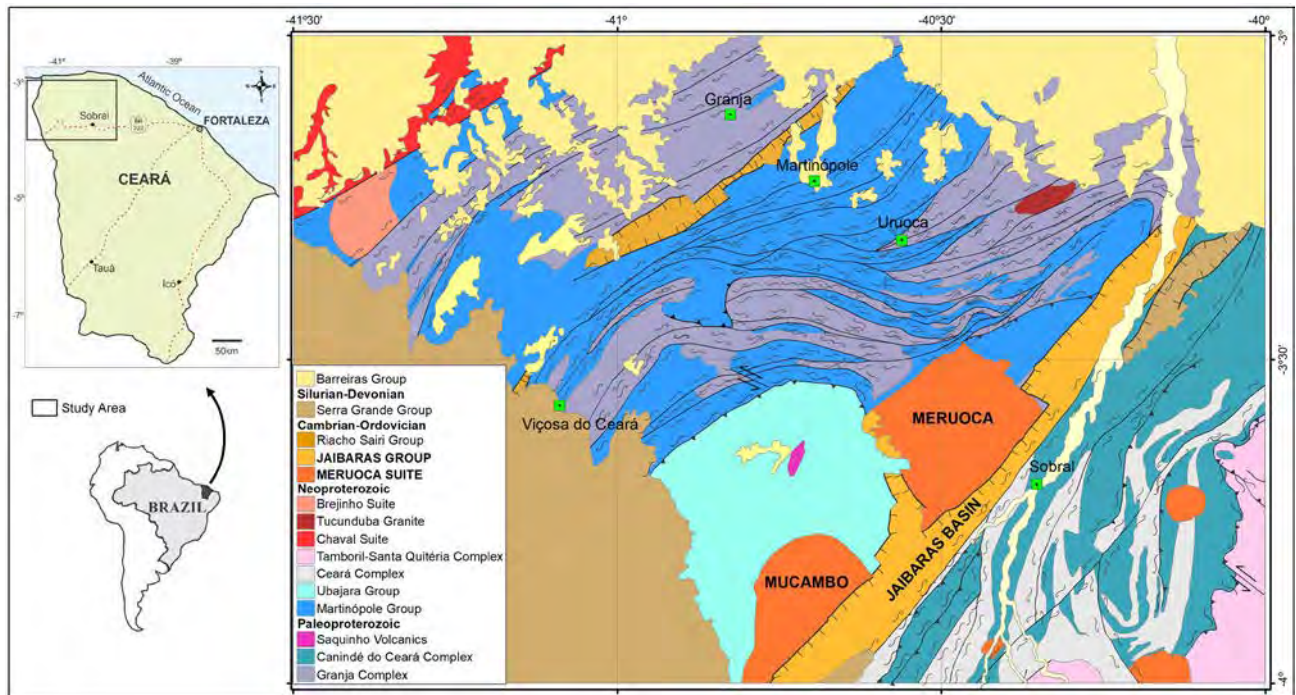 -41°30'
-41°
-40°30'
-40°
-3°
3°30'
-4°
-41°
-39°
-3°
-5°
-7°
Atlantic Ocean
Sobral
BR
FORTALEZA
CEARÁ
Tauá
Icó
50km
Study Area
BRAZIL
Granja
Martinópole
Uruoca
Viçosa do Ceará
MERUOCA
Sobral
MUCAMBO
JAIBARAS BASIN
Barreiras Group
Silurian-Devonian
Serra Grande Group
Cambrian-Ordovician
Riacho Sairi Group
JAIBARAS GROUP
MERUOCA SUITE
Neoproterozoic
Brejinho Suite
Tucunduba Granite
Chaval Suite
Tamboril-Santa Quitéria Complex
Ceará Complex
Ubajara Group
Martinópole Group
Paleoproterozoic
Saquinho Volcanics
Canindé do Ceará Complex
Granja Complex